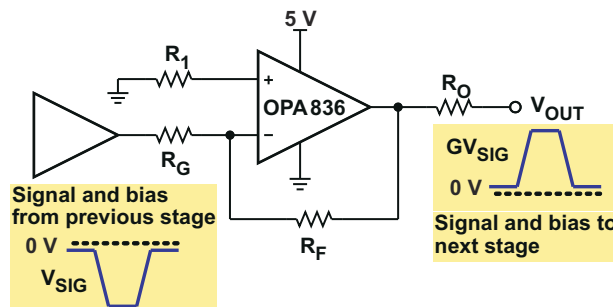 5 V
R1
+
OPA836
−
RO
VOUT
RG
GVSIG
0 V
Signal and bias to
next stage
Signal and bias
from previous stage
0 V
VSIG
RF